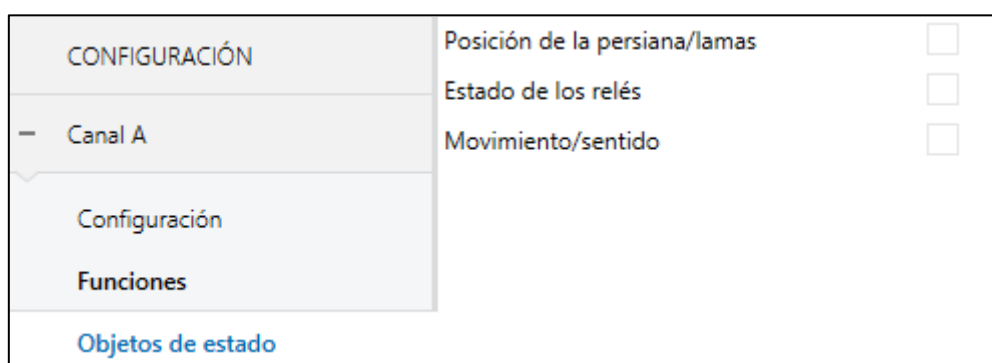 CONFIGURACIÓN
– Canal A
Configuración
Funciones
Objetos de estado
Posición de la persiana/lamas
Estado de los relés
Movimiento/sentido